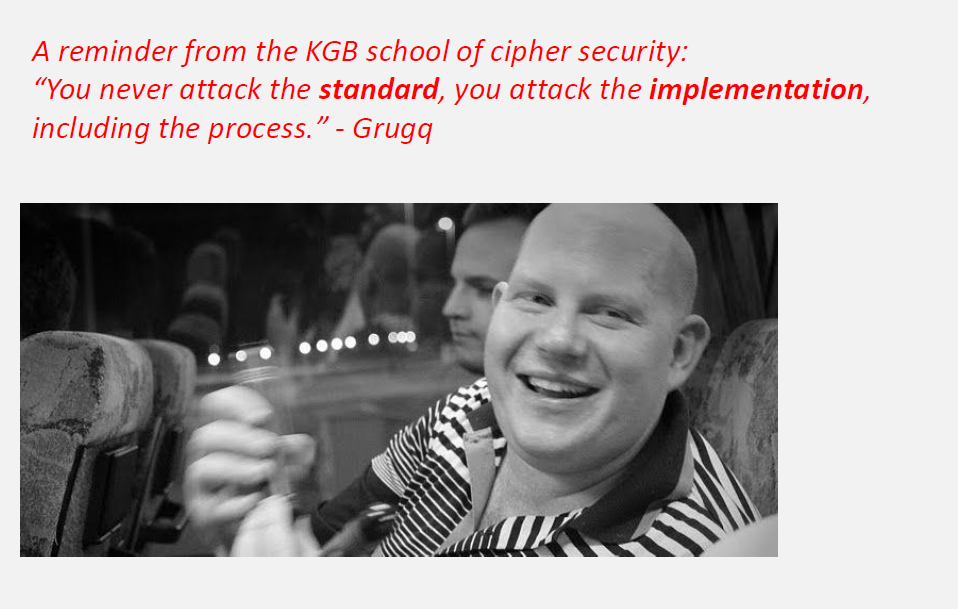 A reminder from the KGB school of cipher security:
“You never attack the standard, you attack the implementation,
including the process.” - Grugq